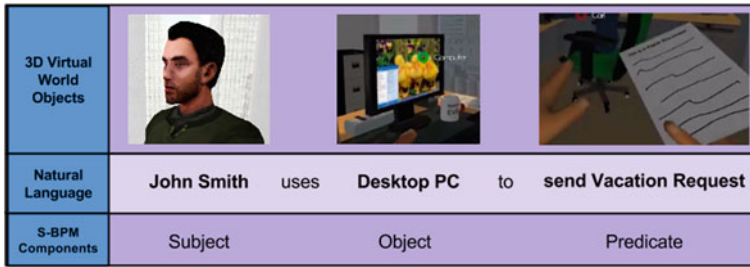 3D Virtual
World
Objects
Computer
Natural
Language
John Smith uses Desktop PC to send Vacation Request
S-BPM
Components
Subject Object Predicate